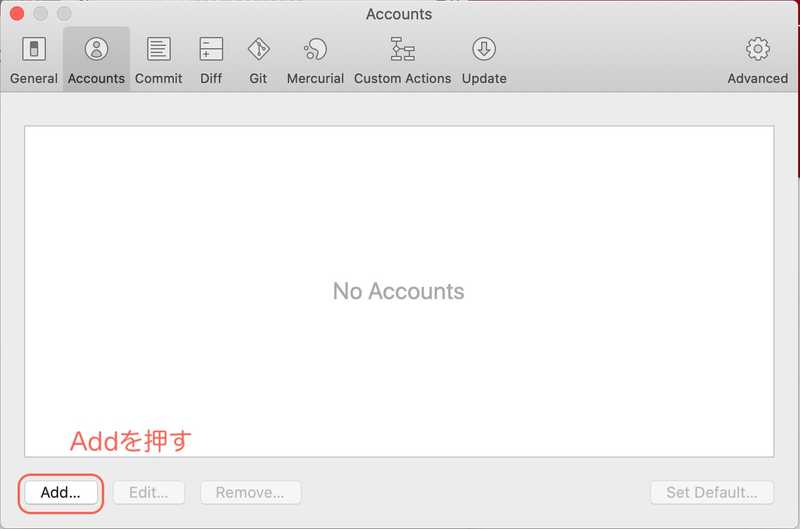 Accounts
General Accounts Commit Diff Git Mercurial Custom Actions Update Advanced
No Accounts
Addを押す
Add... Edit... Remove... Set Default...